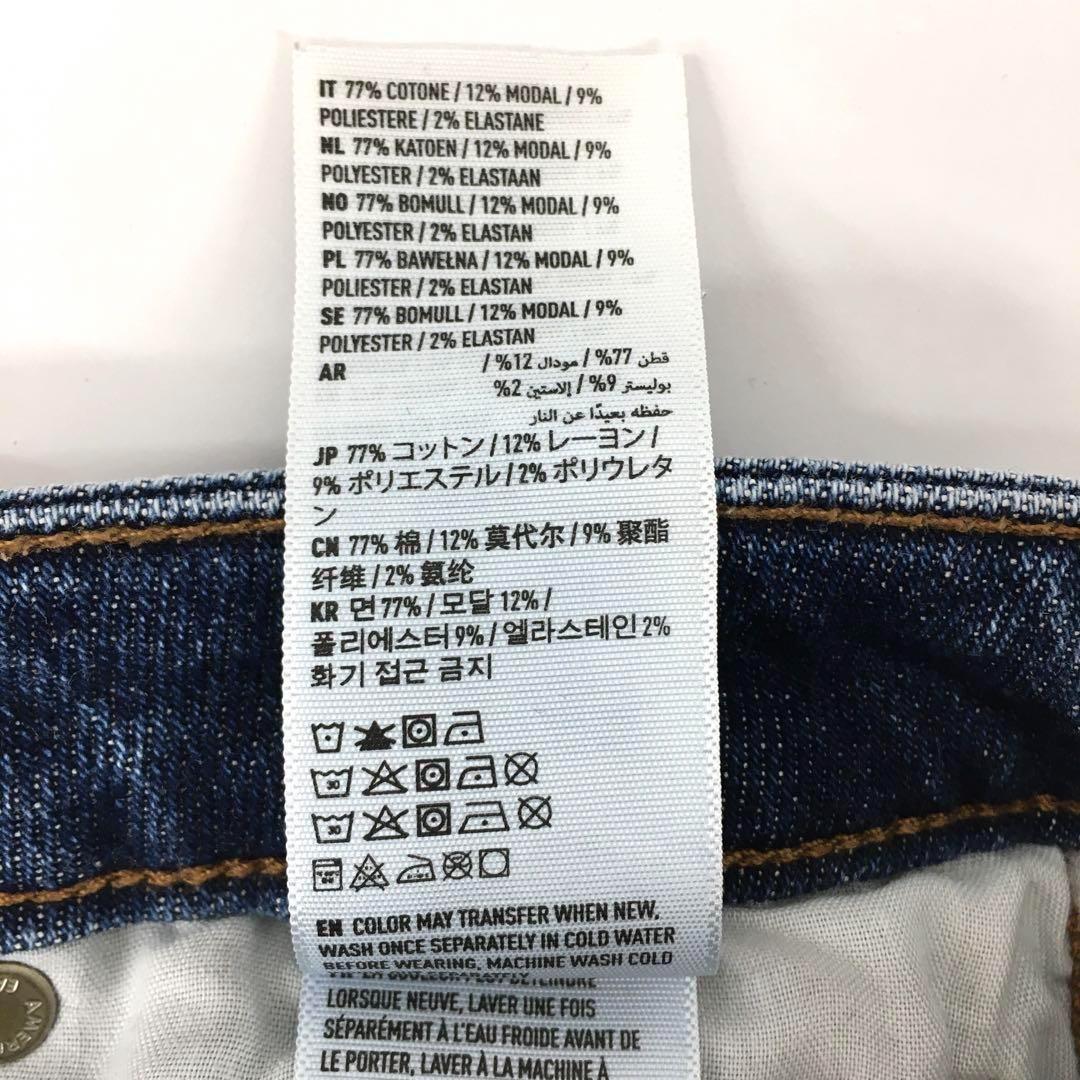 IT 77% COTONE / 12% MODAL / 9%
POLIESTERE / 2% ELASTANE
NL 77% KATOEN / 12% MODAL / 9%
POLYESTER / 2% ELASTAAN
NO 77% BOMULL / 12% MODAL / 9%
POLYESTER / 2% ELASTAN
PL 77% BAWEŁNA / 12% MODAL / 9%
POLIESTER / 2% ELASTAN
SE 77% BOMULL / 12% MODAL / 9%
POLYESTER / 2% ELASTAN
AR قطن 77% / مودال 12% /
بوليستر 9% / إلاستين 2%
حفظه بعيدًا عن النار
JP 77% コットン / 12% レーヨン /
9% ポリエステル / 2% ポリウレタ
ン
CN 77% 棉 / 12% 莫代尔 / 9% 聚酯
纤维 / 2% 氨纶
KR 면 77% / 모달 12% /
폴리에스터 9% / 엘라스테인 2%
화기 접근 금지
30
30
EN COLOR MAY TRANSFER WHEN NEW,
WASH ONCE SEPARATELY IN COLD WATER
BEFORE WEARING, MACHINE WASH COLD
LORSQUE NEUVE, LAVER UNE FOIS
SÉPARÉMENT À L'EAU FROIDE AVANT DE
LE PORTER, LAVER À LA MACHINE À